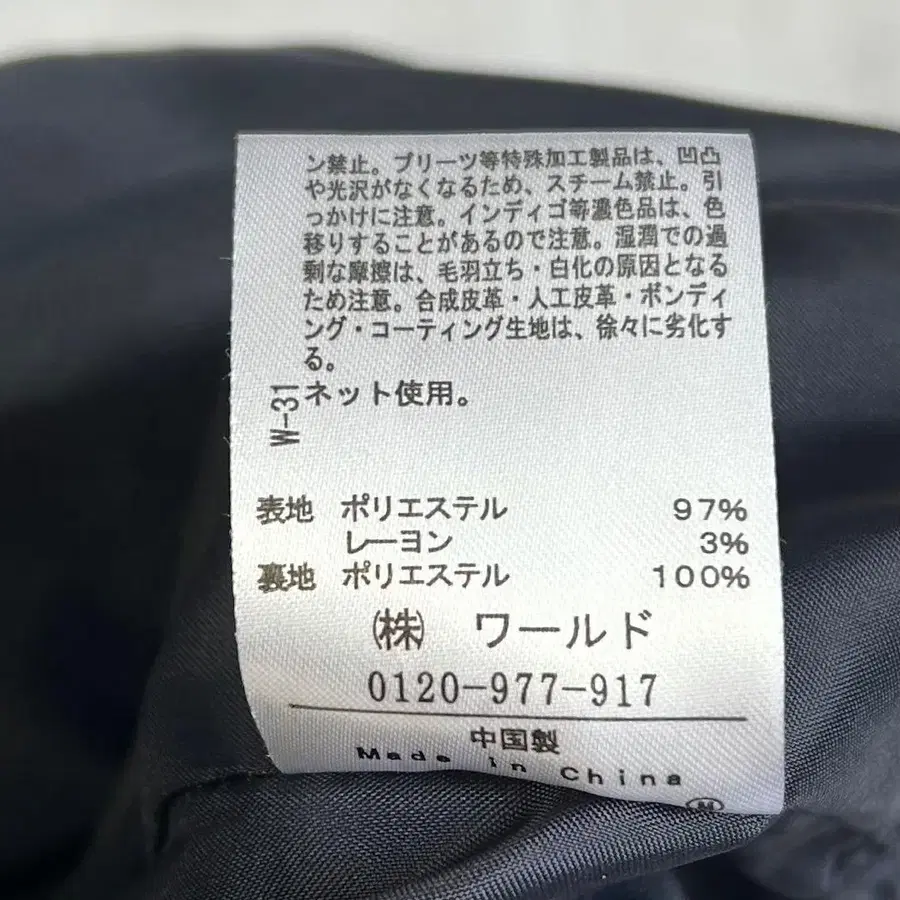 ン禁止。プリーツ等特殊加工製品は、凹凸
や光沢がなくなるため、スチーム禁止。引
っかけに注意。インディゴ等濃色品は、色
移りすることがあるので注意。湿潤での過
剰な摩擦は、毛羽立ち・白化の原因となる
ため注意。合成皮革・人工皮革・ボンディ
ング・コーティング生地は、徐々に劣化す
る。
ネット使用。
W-31
表地 ポリエステル 97%
レーヨン 3%
裏地 ポリエステル 100%
㈱ ワールド
0120-977-917
中国製
Made in China
M